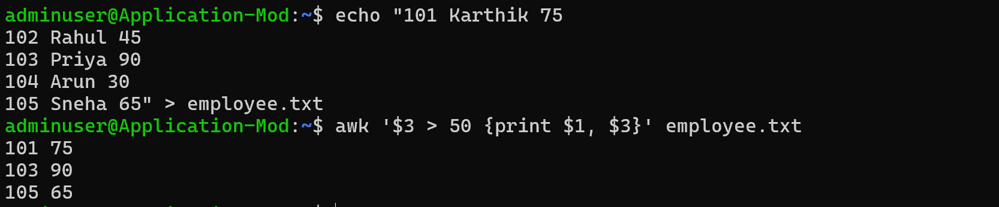 adminuser@Application-Mod:~$ echo "101 Karthik 75
102 Rahul 45
103 Priya 90
104 Arun 30
105 Sneha 65" > employee.txt
adminuser@Application-Mod:~$ awk '$3 > 50 {print $1, $3}' employee.txt
101 75
103 90
105 65